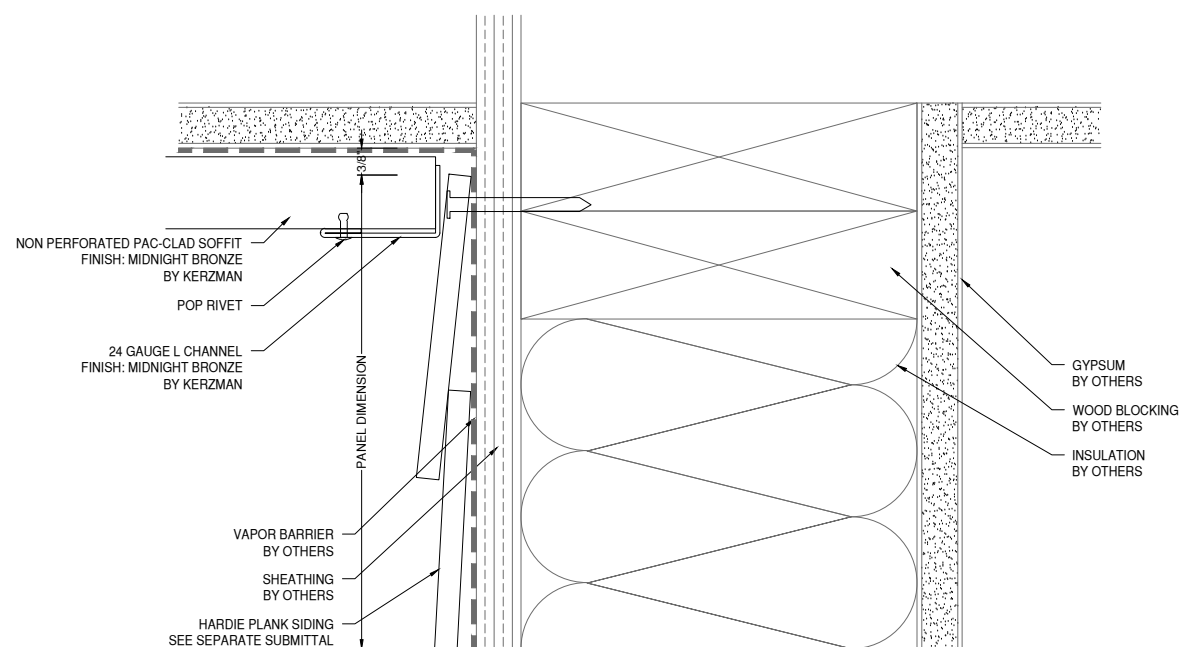 3/8"
NON PERFORATED PAC-CLAD SOFFIT
FINISH: MIDNIGHT BRONZE
BY KERZMAN
POP RIVET
24 GAUGE L CHANNEL
FINISH: MIDNIGHT BRONZE
BY KERZMAN
PANEL DIMENSION
VAPOR BARRIER
BY OTHERS
SHEATHING
BY OTHERS
HARDIE PLANK SIDING
SEE SEPARATE SUBMITTAL
GYPSUM
BY OTHERS
WOOD BLOCKING
BY OTHERS
INSULATION
BY OTHERS